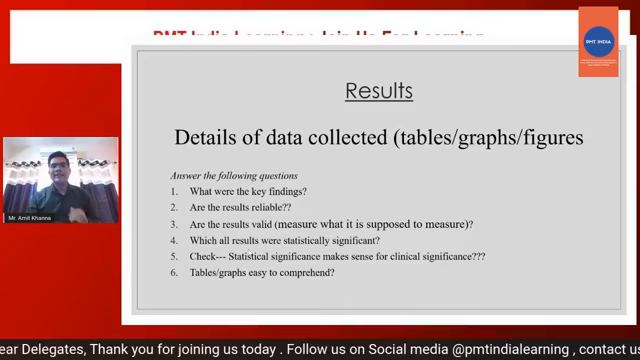 PMT INDIA
Results
Details of data collected (tables/graphs/figures
Answer the following questions
1. What were the key findings?
2. Are the results reliable??
3. Are the results valid (measure what it is supposed to measure)?
4. Which all results were statistically significant?
5. Check--- Statistical significance makes sense for clinical significance???
6. Tables/graphs easy to comprehend?
Mr. Amit Khanna
ear Delegates, Thank you for joining us today . Follow us on Social media @pmtindialearning , contact us